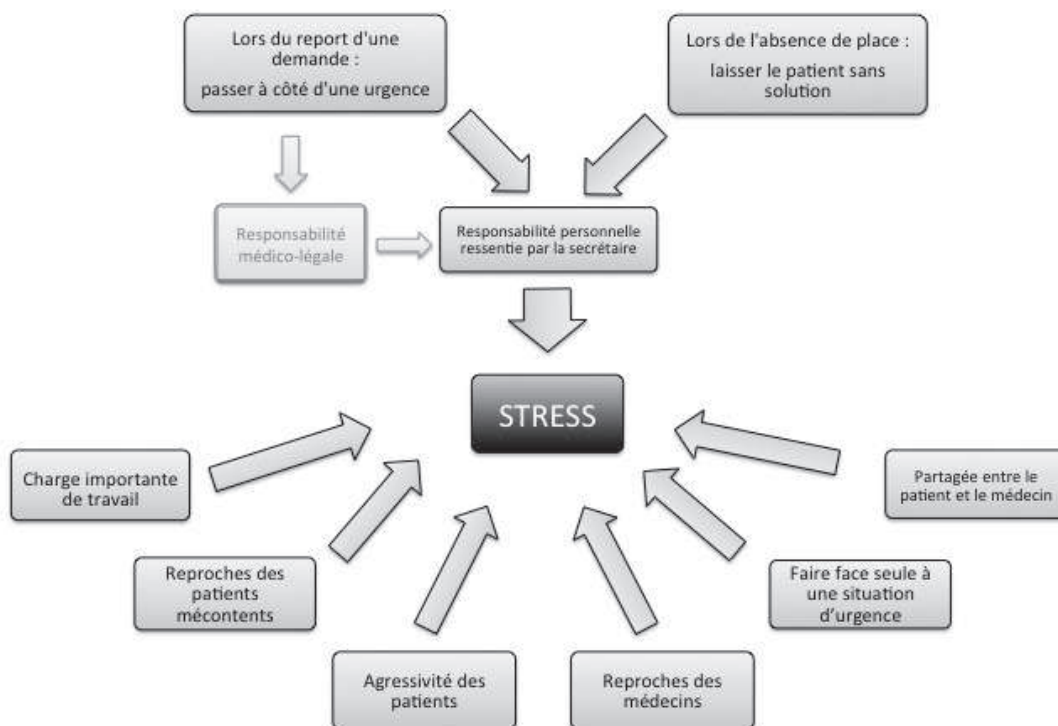 Lors du report d'une
demande :
passer à côté d'une urgence
Lors de l'absence de place :
laisser le patient sans
solution
Responsabilité
médico-légale
Responsabilité personnelle
ressentie par la secrétaire
STRESS
Charge importante
de travail
Partagée entre le
patient et le médecin
Reproches des
patients
mécontents
Faire face seule à
une situation
d'urgence
Agressivité des
patients
Reproches des
médecins